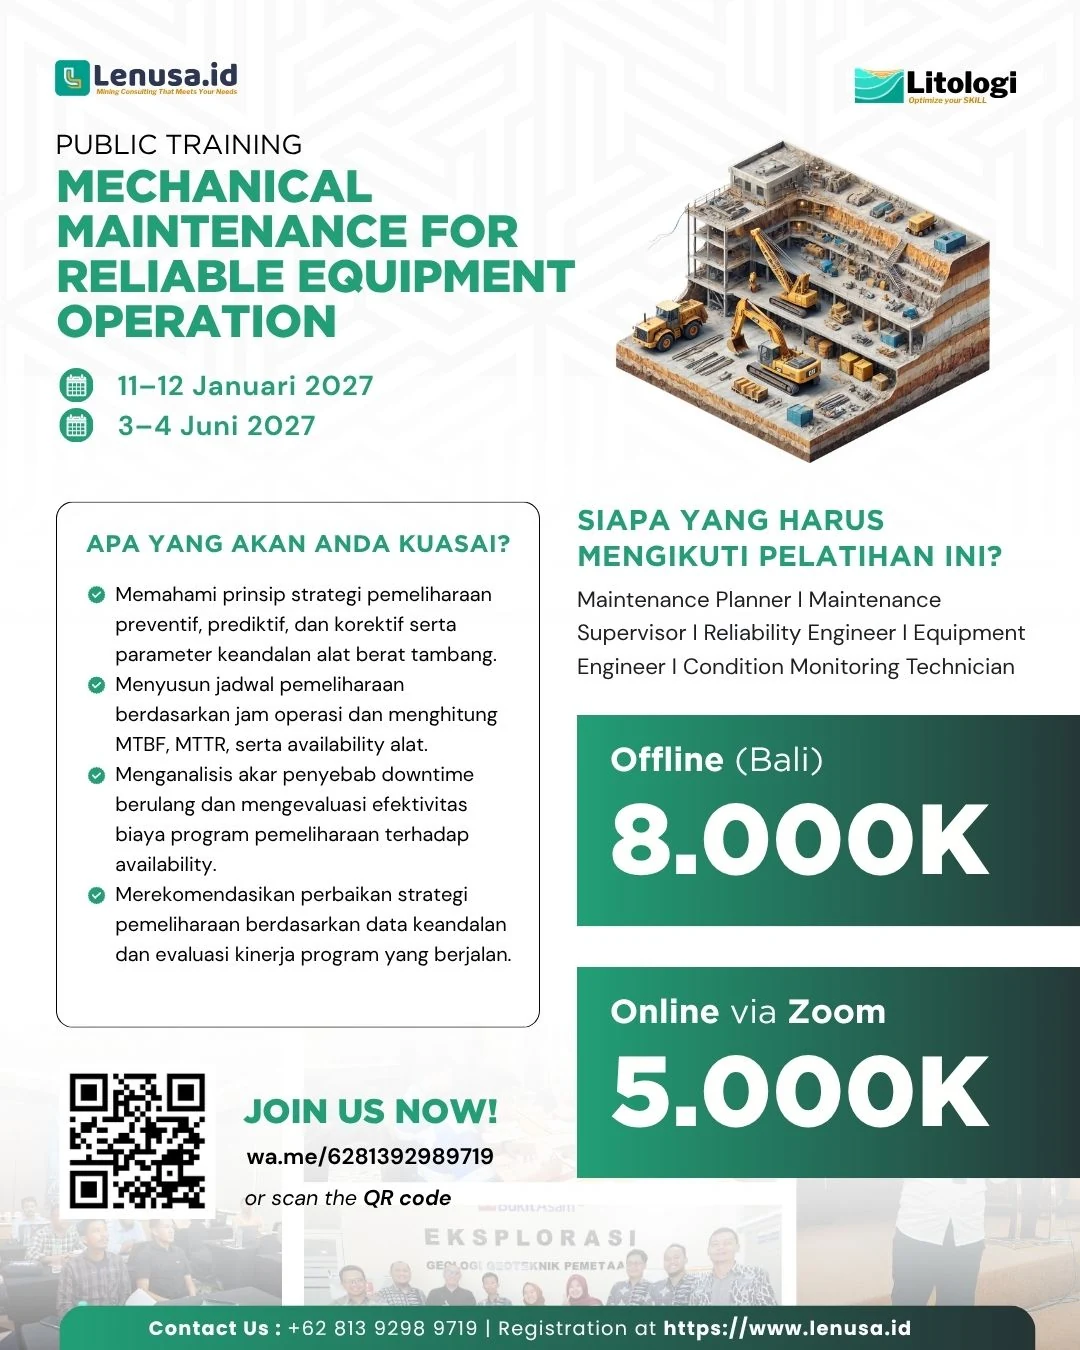 Lenusa.id
Mining Consulting That Meets Your Needs
Litologi
Optimize your SKILL
PUBLIC TRAINING
MECHANICAL
MAINTENANCE FOR
RELIABLE EQUIPMENT
OPERATION
11–12 Januari 2027
3–4 Juni 2027
APA YANG AKAN ANDA KUASAI?
Memahami prinsip strategi pemeliharaan
preventif, prediktif, dan korektif serta
parameter keandalan alat berat tambang.
Menyusun jadwal pemeliharaan
berdasarkan jam operasi dan menghitung
MTBF, MTTR, serta availability alat.
Menganalisis akar penyebab downtime
berulang dan mengevaluasi efektivitas
biaya program pemeliharaan terhadap
availability.
Merekomendasikan perbaikan strategi
pemeliharaan berdasarkan data keandalan
dan evaluasi kinerja program yang berjalan.
SIAPA YANG HARUS
MENGIKUTI PELATIHAN INI?
Maintenance Planner | Maintenance
Supervisor | Reliability Engineer | Equipment
Engineer | Condition Monitoring Technician
Offline (Bali)
8.000K
Online via Zoom
5.000K
JOIN US NOW!
wa.me/6281392989719
or scan the QR code
BukitAsam
EKSPLORASI
GEOLOGI GEOTEKNIK PEMETAA
Contact Us : +62 813 9298 9719 | Registration at https://www.lenusa.id